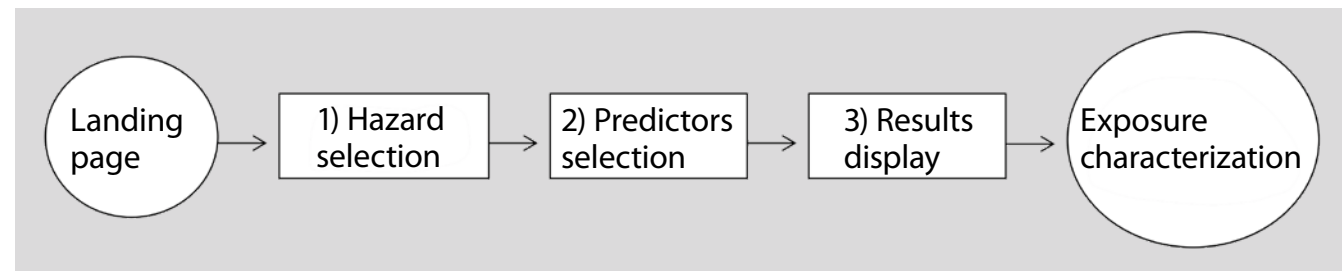 Landing
page
1) Hazard
selection
2) Predictors
selection
3) Results
display
Exposure
characterization